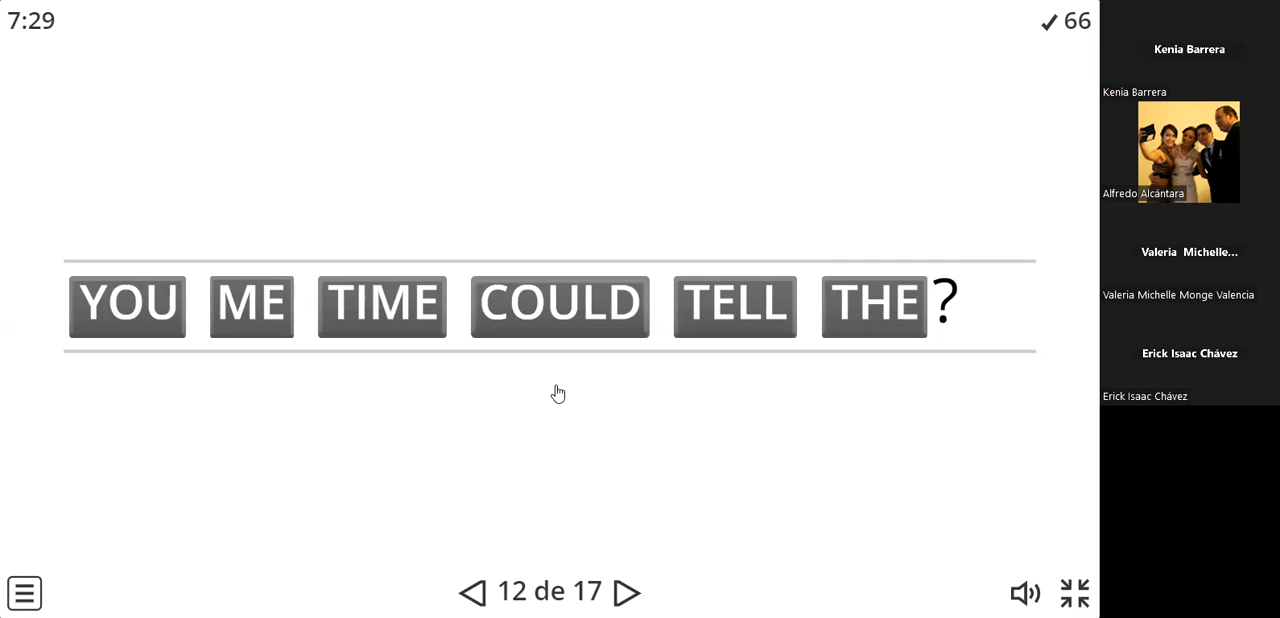 7:29
66
YOU ME TIME COULD TELL THE ?
12 de 17
Kenia Barrera
Kenia Barrera
Alfredo Alcántara
Valeria Michelle...
Valeria Michelle Monge Valencia
Erick Isaac Chávez
Erick Isaac Chávez